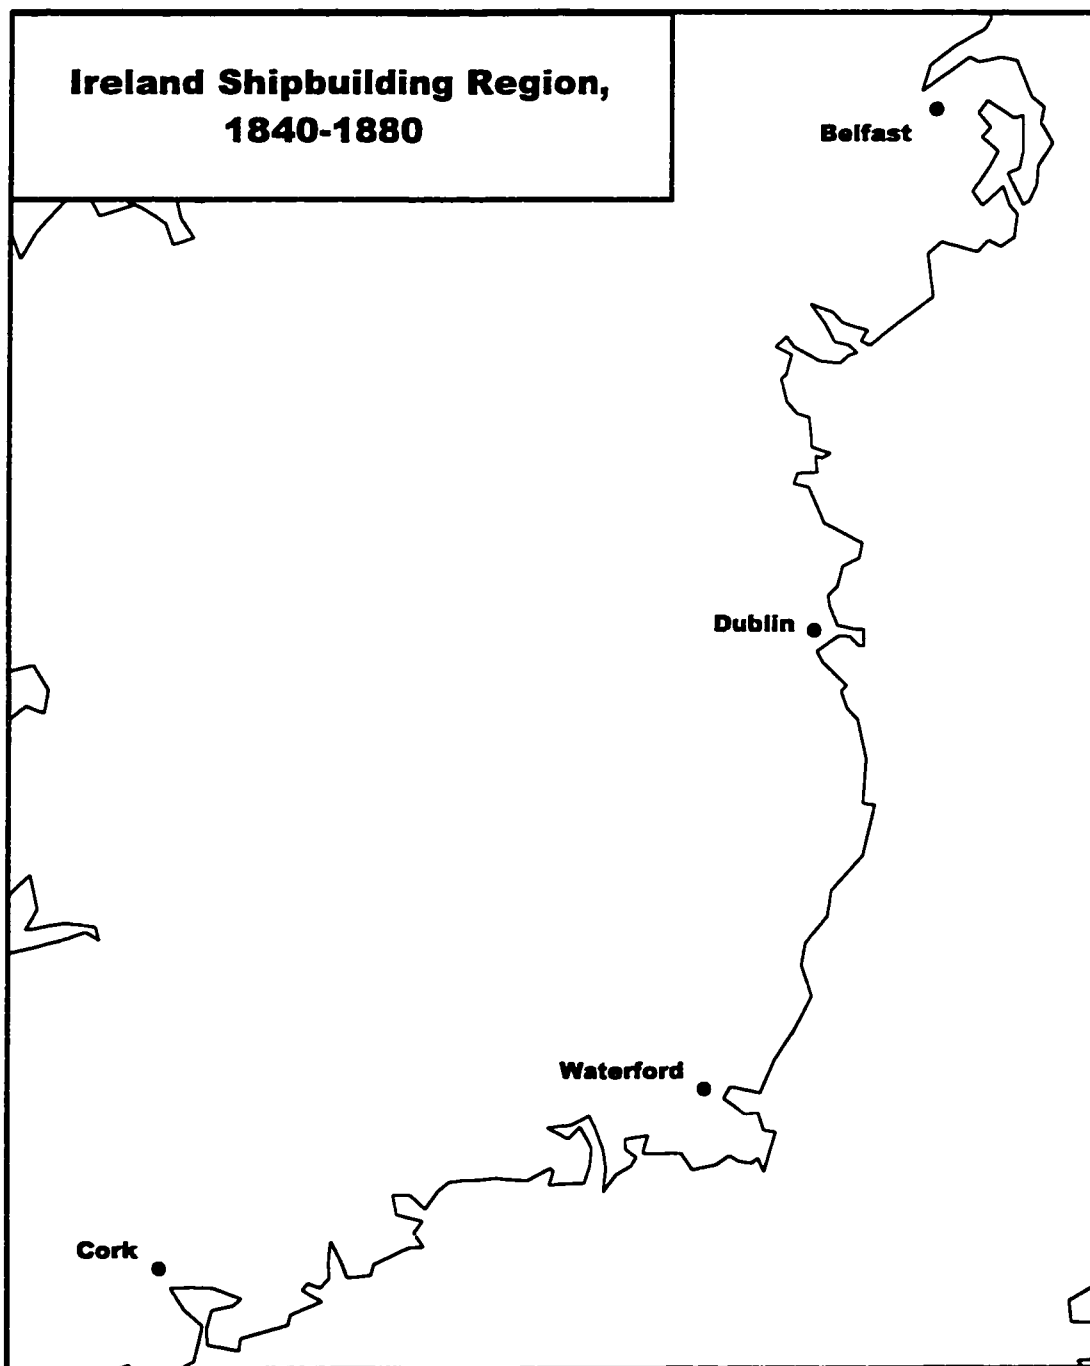 Ireland Shipbuilding Region,
1840-1880
Belfast
Dublin
Waterford
Cork